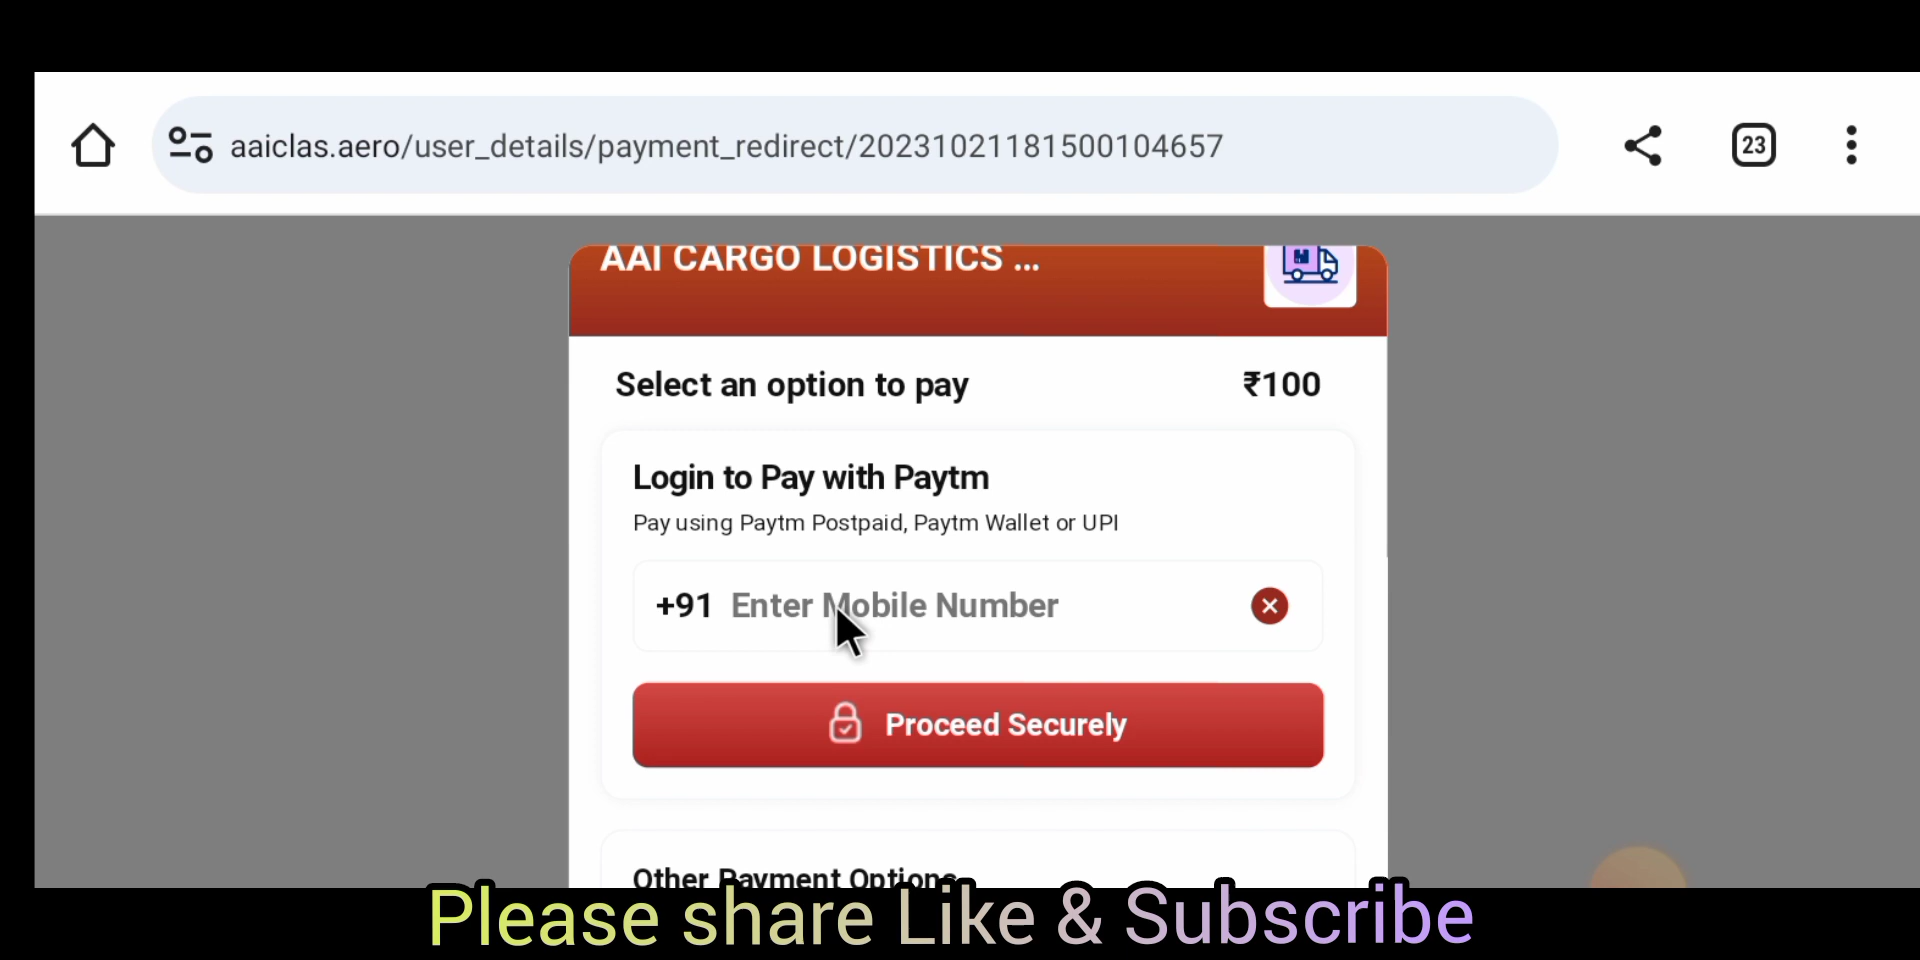 aaiclas.aero/user_details/payment_redirect/20231021181500104657
23
AAI CARGO LOGISTICS ...
Select an option to pay
₹100
Login to Pay with Paytm
Pay using Paytm Postpaid, Paytm Wallet or UPI
+91 Enter Mobile Number
Proceed Securely
Other Payment Options
Please share Like & Subscribe